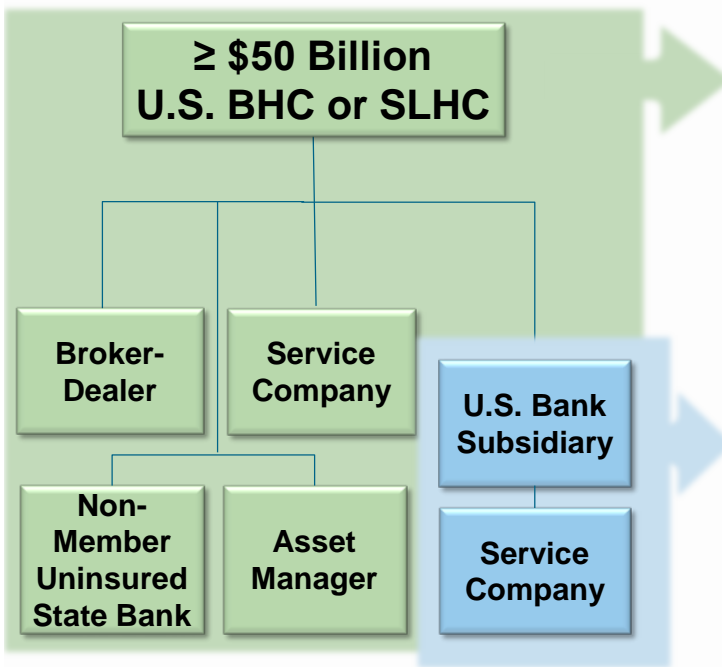 ≥ $50 Billion
U.S. BHC or SLHC
Broker-
Dealer
Service
Company
U.S. Bank
Subsidiary
Non-
Member
Uninsured
State Bank
Asset
Manager
Service
Company